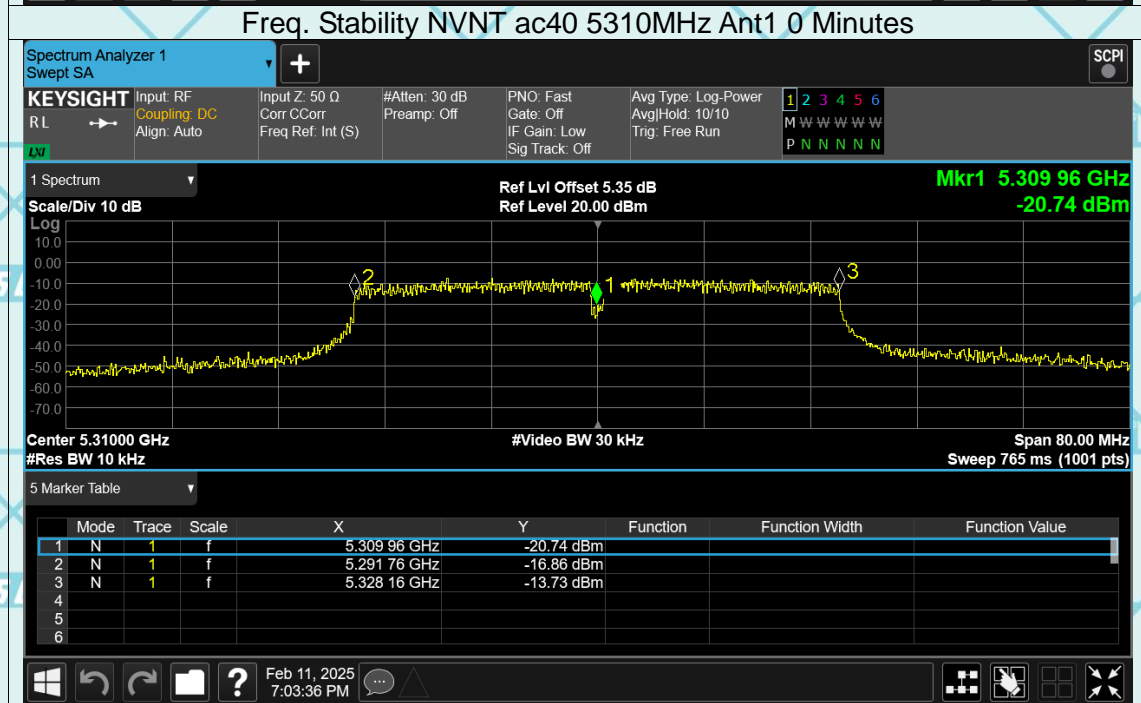 Freq. Stability NVNT ac40 5310MHz Ant1 0 Minutes
Spectrum Analyzer 1
Swept SA
SCPI
KEYSIGHT Input: RF Input Z: 50 Ω #Atten: 30 dB PNO: Fast Avg Type: Log-Power 1 2 3 4 5 6
R L Coupling: DC Corr CCorr Preamp: Off Gate: Off Avg|Hold: 10/10 M W W W W W
Align: Auto Freq Ref: Int (S) IF Gain: Low Trig: Free Run
LXI Sig Track: Off P N N N N N
1 Spectrum Ref Lvl Offset 5.35 dB Mkr1 5.309 96 GHz
Scale/Div 10 dB Ref Level 20.00 dBm -20.74 dBm
Log
10.0
0.00
-10.0
-20.0
-30.0
-40.0
-50.0
-60.0
-70.0
2
1
3
Center 5.31000 GHz #Video BW 30 kHz Span 80.00 MHz
#Res BW 10 kHz Sweep 765 ms (1001 pts)
5 Marker Table
Mode Trace Scale X Y Function Function Width Function Value
1 N 1 f 5.309 96 GHz -20.74 dBm
2 N 1 f 5.291 76 GHz -16.86 dBm
3 N 1 f 5.328 16 GHz -13.73 dBm
4
5
6
? Feb 11, 2025
7:03:36 PM